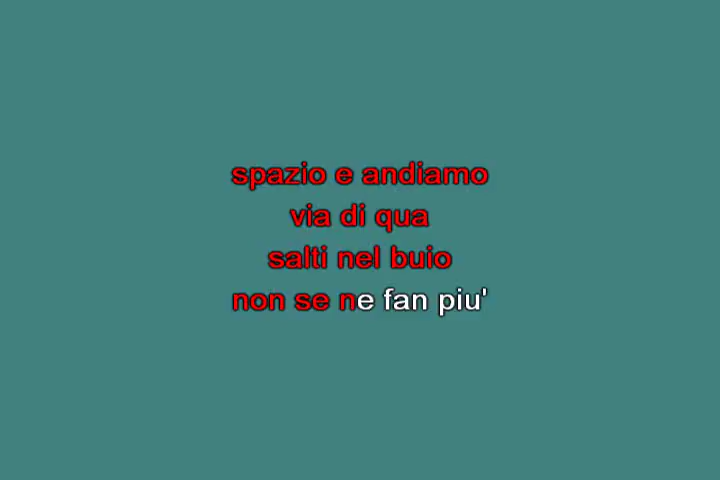 spazio e andiamo
via di qua
salti nel buio
non se ne fan piu'